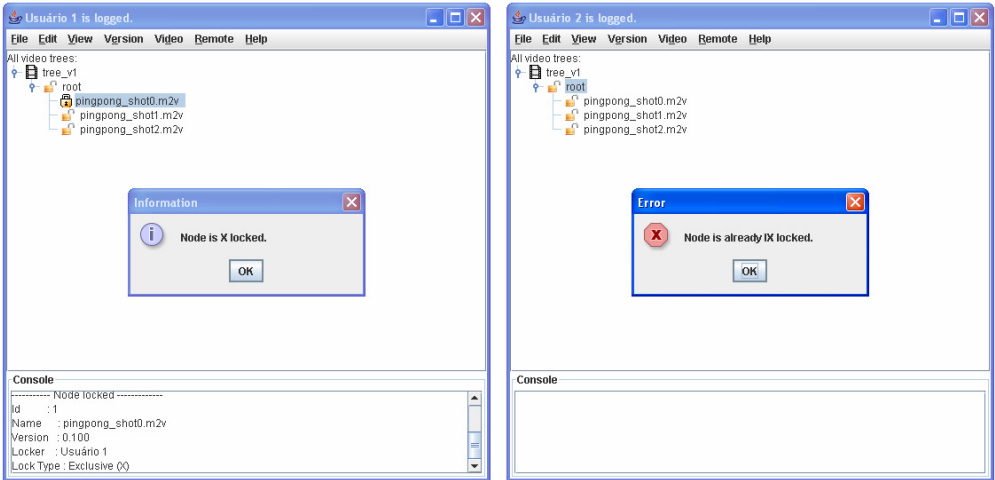 Usuário 1 is logged.
File Edit View Version Video Remote Help
All video trees:
tree_v1
root
pingpong_shot0.m2v
pingpong_shot1.m2v
pingpong_shot2.m2v
Information
i
Node is X locked.
OK
Console
----------- Node locked -------------
Id : 1
Name : pingpong_shot0.m2v
Version : 0.100
Locker : Usuário 1
Lock Type : Exclusive (X)
Usuário 2 is logged.
File Edit View Version Video Remote Help
All video trees:
tree_v1
root
pingpong_shot0.m2v
pingpong_shot1.m2v
pingpong_shot2.m2v
Error
x
Node is already IX locked.
OK
Console